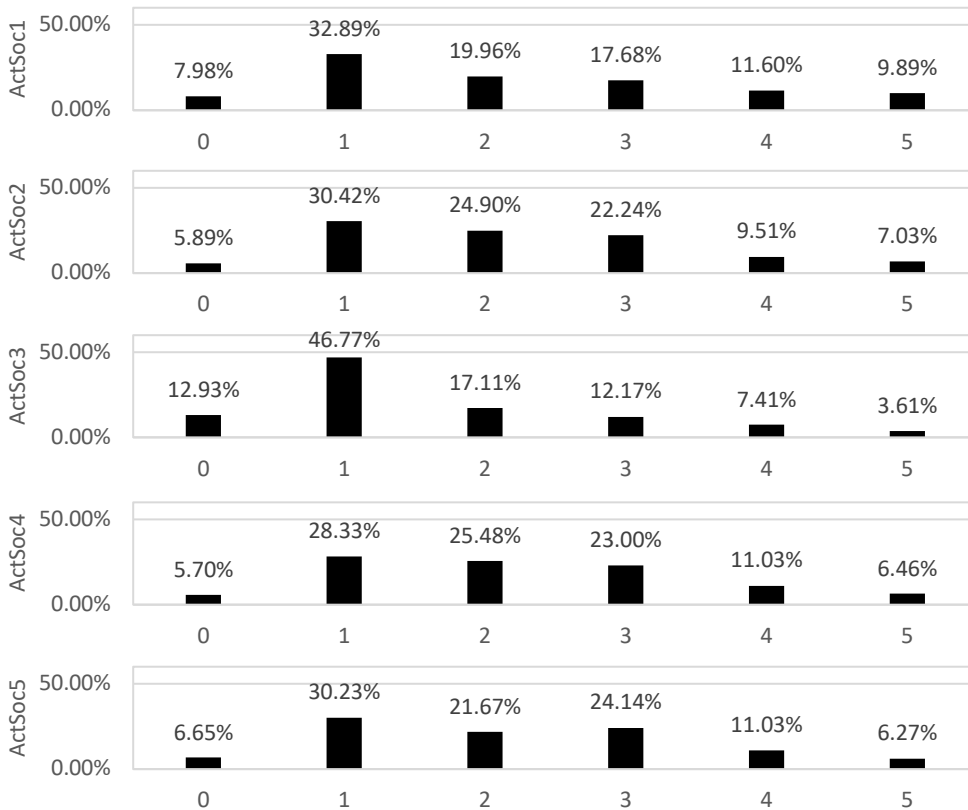 ActSoc1
50.00%
0.00%
7.98% 32.89% 19.96% 17.68% 11.60% 9.89%
0 1 2 3 4 5
ActSoc2
50.00%
0.00%
5.89% 30.42% 24.90% 22.24% 9.51% 7.03%
0 1 2 3 4 5
ActSoc3
50.00%
0.00%
12.93% 46.77% 17.11% 12.17% 7.41% 3.61%
0 1 2 3 4 5
ActSoc4
50.00%
0.00%
5.70% 28.33% 25.48% 23.00% 11.03% 6.46%
0 1 2 3 4 5
ActSoc5
50.00%
0.00%
6.65% 30.23% 21.67% 24.14% 11.03% 6.27%
0 1 2 3 4 5